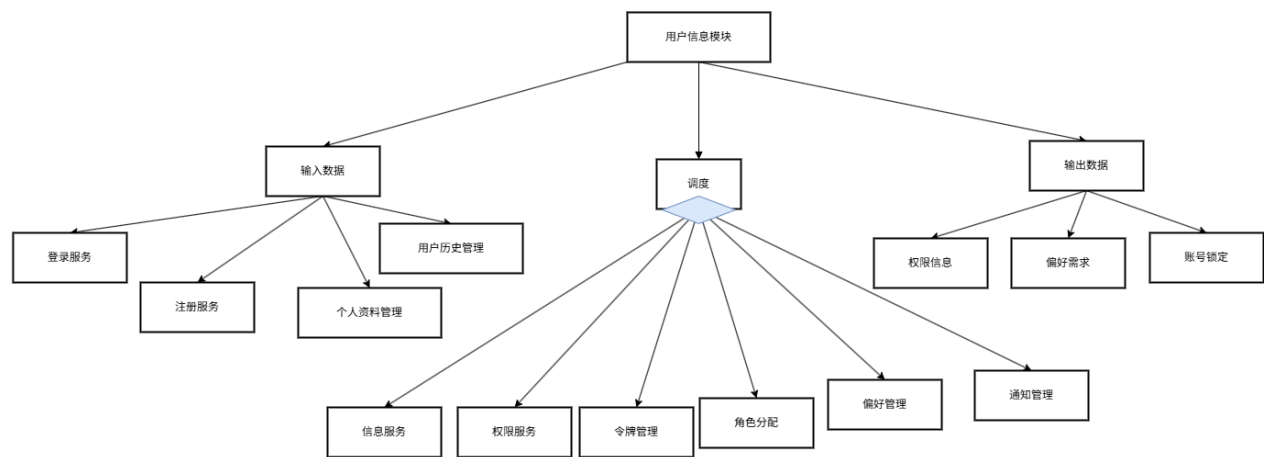 用户信息模块
输入数据
调度
输出数据
登录服务
注册服务
个人资料管理
用户历史管理
信息服务
权限服务
令牌管理
角色分配
偏好管理
通知管理
权限信息
偏好需求
账号锁定